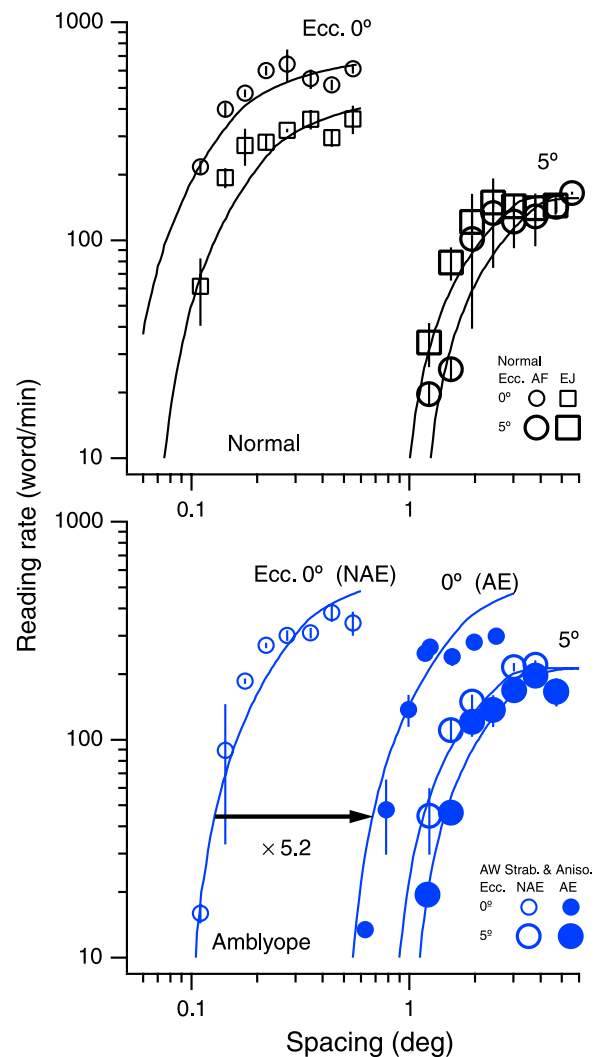 1000
Ecc. 0º
5º
100
Normal
Ecc. AF EJ
0º
5º
10
Normal
0.1 1
Reading rate (word/min)
1000
Ecc. 0º (NAE)
0º (AE)
5º
100
× 5.2
AW Strab. & Aniso.
Ecc. NAE AE
0º
5º
10
Amblyope
0.1 1
Spacing (deg)